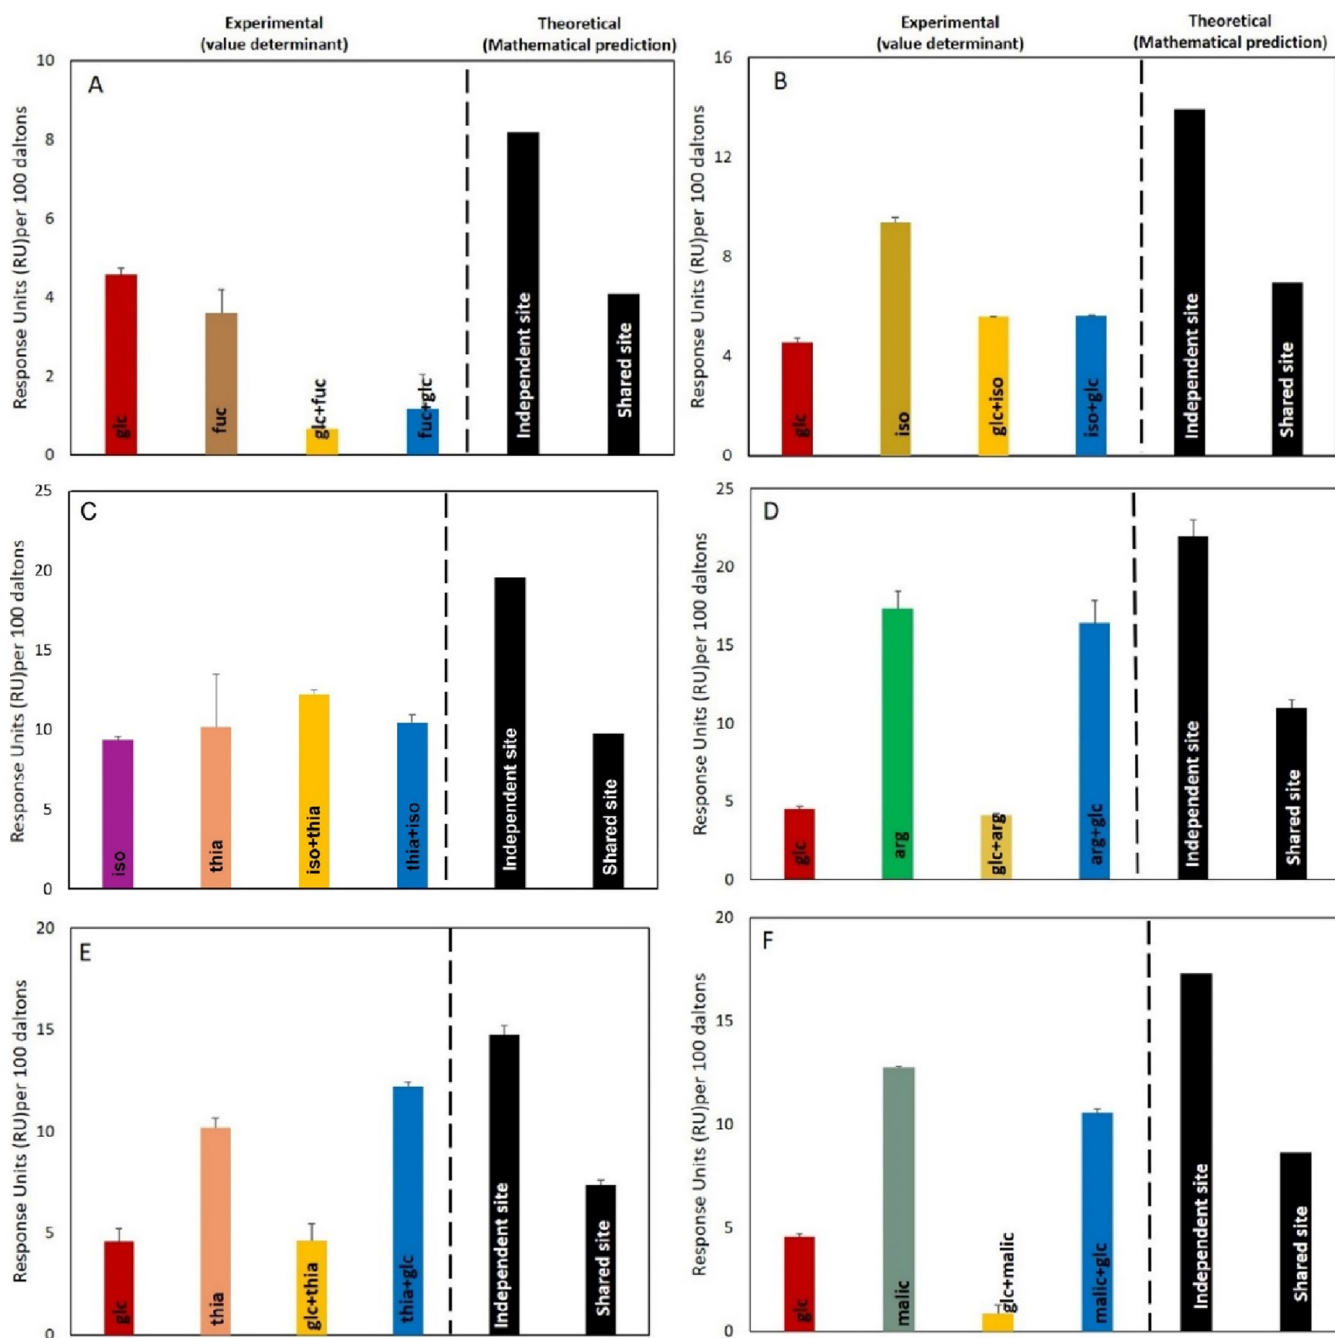 Experimental
(value determinant)
Theoretical
(Mathematical prediction)
Experimental
(value determinant)
Theoretical
(Mathematical prediction)
A
Response Units (RU)per 100 daltons
10
8
6
4
2
0
glc
fuc
glc+fuc
fuc+glc
Independent site
Shared site
B
Response Units (RU)per 100 daltons
16
12
8
4
0
glc
iso
glc+iso
iso+glc
Independent site
Shared site
C
Response Units (RU)per 100 daltons
25
20
15
10
5
0
iso
thia
iso+thia
thia+iso
Independent site
Shared site
D
Response Units (RU)per 100 daltons
25
20
15
10
5
0
glc
arg
glc+arg
arg+glc
Independent site
Shared site
E
Response Units (RU)per 100 daltons
20
15
10
5
0
glc
thia
glc+thia
thia+glc
Independent site
Shared site
F
Response Units (RU)per 100 daltons
20
15
10
5
0
glc
malic
glc+malic
malic+glc
Independent site
Shared site